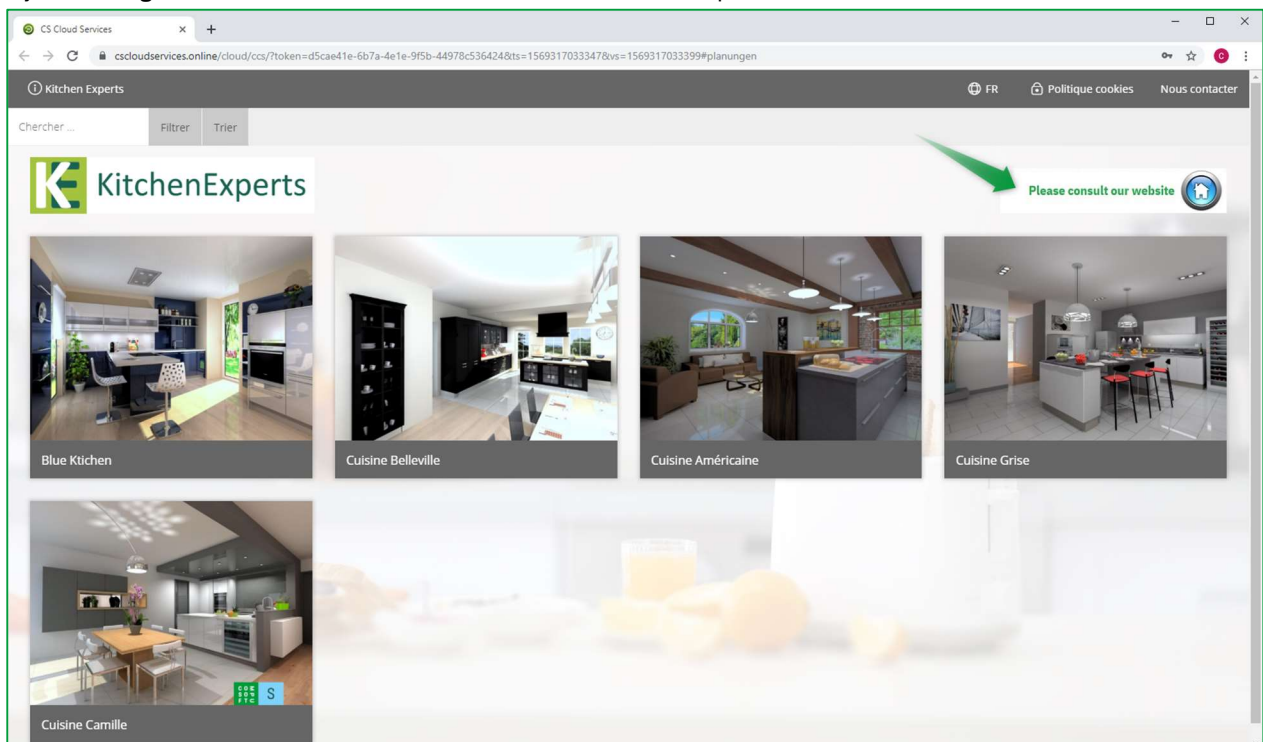 CS Cloud Services
cscloudservices.online/cloud/ccs/?token=d5cae41e-6b7a-4e1e-9f5b-44978c536424&ts=1569317033347&vs=1569317033399#planungen
C
Kitchen Experts
FR
Politique cookies
Nous contacter
Chercher ...
Filtrer
Trier
KE
KitchenExperts
Please consult our website
Blue Ktichen
Cuisine Belleville
Cuisine Américaine
Cuisine Grise
S
Cuisine Camille